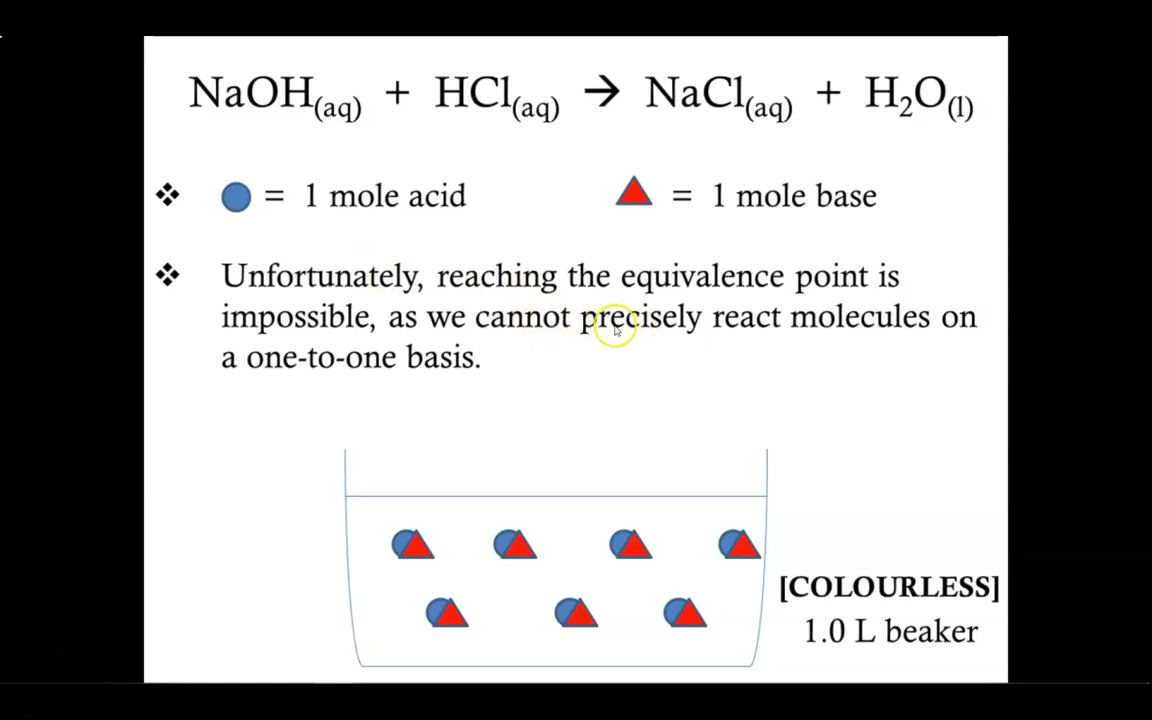 NaOH(aq) + HCl(aq) → NaCl(aq) + H₂O(l)
❖ = 1 mole acid = 1 mole base
❖ Unfortunately, reaching the equivalence point is
impossible, as we cannot precisely react molecules on
a one-to-one basis.
[COLOURLESS]
1.0 L beaker